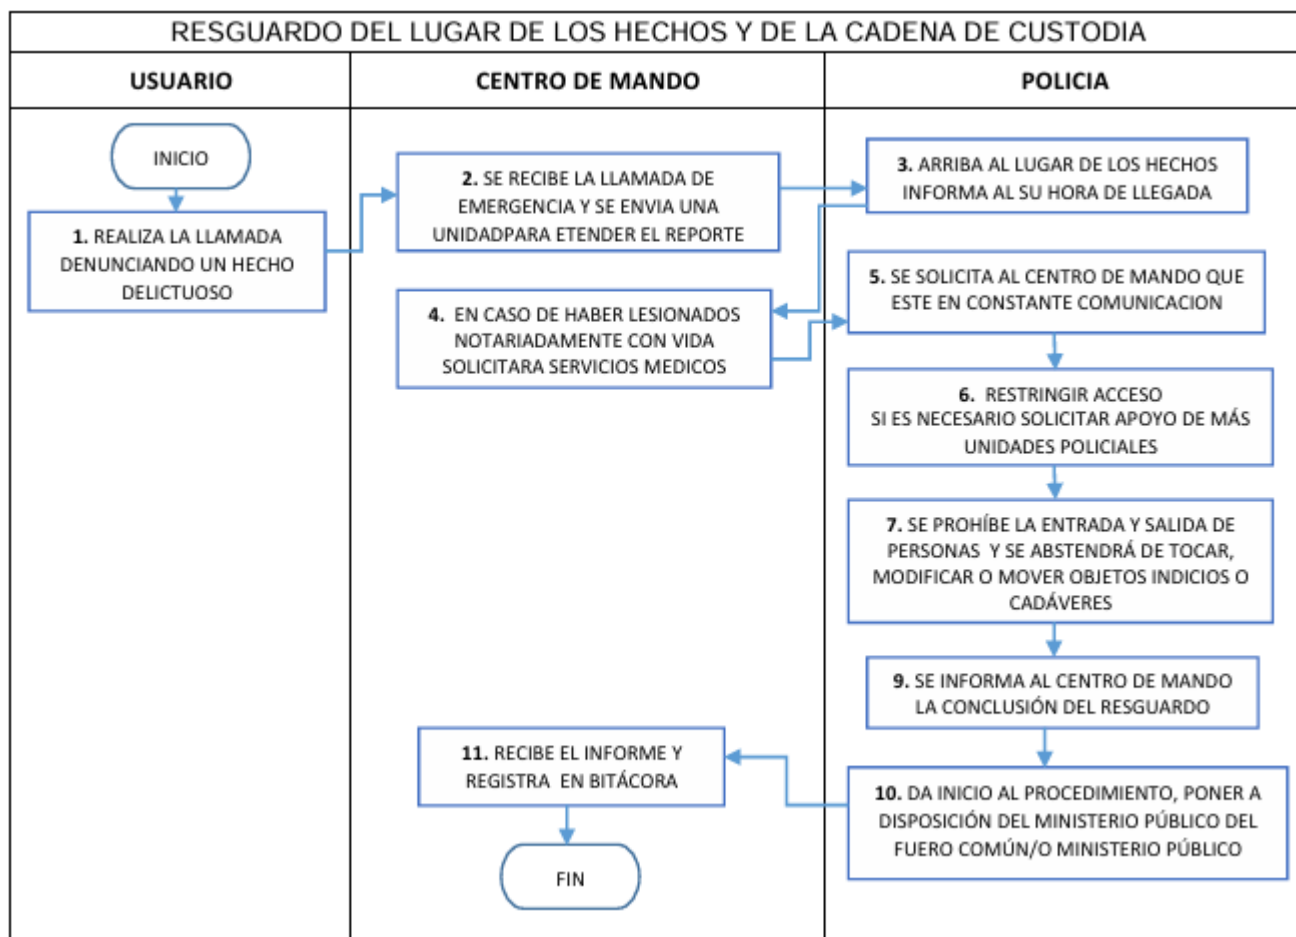 RESGUARDO DEL LUGAR DE LOS HECHOS Y DE LA CADENA DE CUSTODIA
USUARIO
CENTRO DE MANDO
POLICIA
INICIO
1. REALIZA LA LLAMADA
DENUNCIANDO UN HECHO
DELICTUOSO
2. SE RECIBE LA LLAMADA DE
EMERGENCIA Y SE ENVIA UNA
UNIDADPARA ETENDER EL REPORTE
3. ARRIBA AL LUGAR DE LOS HECHOS
INFORMA AL SU HORA DE LLEGADA
4. EN CASO DE HABER LESIONADOS
NOTARIADAMENTE CON VIDA
SOLICITARA SERVICIOS MEDICOS
5. SE SOLICITA AL CENTRO DE MANDO QUE
ESTE EN CONSTANTE COMUNICACION
6. RESTRINGIR ACCESO
SI ES NECESARIO SOLICITAR APOYO DE MÁS
UNIDADES POLICIALES
7. SE PROHÍBE LA ENTRADA Y SALIDA DE
PERSONAS Y SE ABSTENDRÁ DE TOCAR,
MODIFICAR O MOVER OBJETOS INDICIOS O
CADÁVERES
9. SE INFORMA AL CENTRO DE MANDO
LA CONCLUSIÓN DEL RESGUARDO
10. DA INICIO AL PROCEDIMIENTO, PONER A
DISPOSICIÓN DEL MINISTERIO PÚBLICO DEL
FUERO COMÚN/O MINISTERIO PÚBLICO
11. RECIBE EL INFORME Y
REGISTRA EN BITÁCORA
FIN